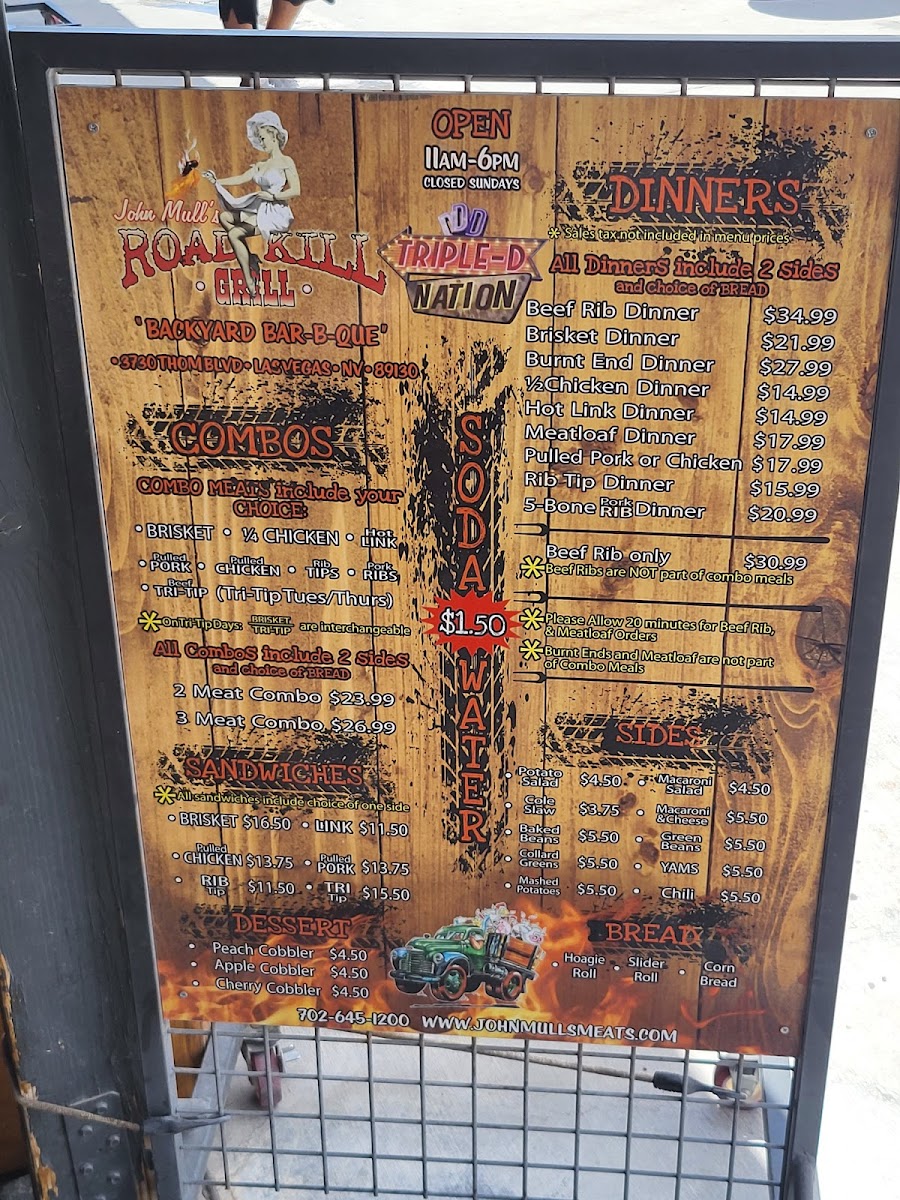 John Mull's
ROAD KILL
• GRILL •
"BACKYARD BAR-B-QUE"
• 3730 THOM BLVD • LAS VEGAS • NV • 89130
OPEN
11AM-6PM
CLOSED SUNDAYS
DDD
TRIPLE-D
NATION
COMBOS
COMBO MEATS include your
CHOICE:
• BRISKET • ¼ CHICKEN • Hot LINK
• Pulled PORK • Pulled CHICKEN • Rib TIPS • Pork RIBS
• Beef TRI-TIP (Tri-Tip Tues/Thurs)
* On Tri-Tip Days: BRISKET TRI-TIP are interchangeable
All Combos include 2 sides
and choice of BREAD
2 Meat Combo $23.99
3 Meat Combo $26.99
SANDWICHES
* All sandwiches include choice of one side
• BRISKET $16.50 • LINK $11.50
• Pulled CHICKEN $13.75 • Pulled PORK $13.75
• RIB Tip $11.50 • TRI Tip $15.50
DESSERT
• Peach Cobbler $4.50
• Apple Cobbler $4.50
• Cherry Cobbler $4.50
SODA
$1.50
WATER
DINNERS
* Sales tax not included in menu prices
All Dinners include 2 sides
and choice of BREAD
Beef Rib Dinner $34.99
Brisket Dinner $21.99
Burnt End Dinner $27.99
½ Chicken Dinner $14.99
Hot Link Dinner $14.99
Meatloaf Dinner $17.99
Pulled Pork or Chicken $17.99
Rib Tip Dinner $15.99
5-Bone Pork RIB Dinner $20.99
Beef Rib only $30.99
* Beef Ribs are NOT part of combo meals
* Please Allow 20 minutes for Beef Rib,
& Meatloaf Orders
* Burnt Ends and Meatloaf are not part
of Combo Meals
SIDES
• Potato Salad $4.50 • Macaroni Salad $4.50
• Cole Slaw $3.75 • Macaroni & Cheese $5.50
• Baked Beans $5.50 • Green Beans $5.50
• Collard Greens $5.50 • YAMS $5.50
• Mashed Potatoes $5.50 • Chili $5.50
BREAD
• Hoagie Roll • Slider Roll • Corn Bread
702-645-1200 WWW.JOHNMULLSMEATS.COM